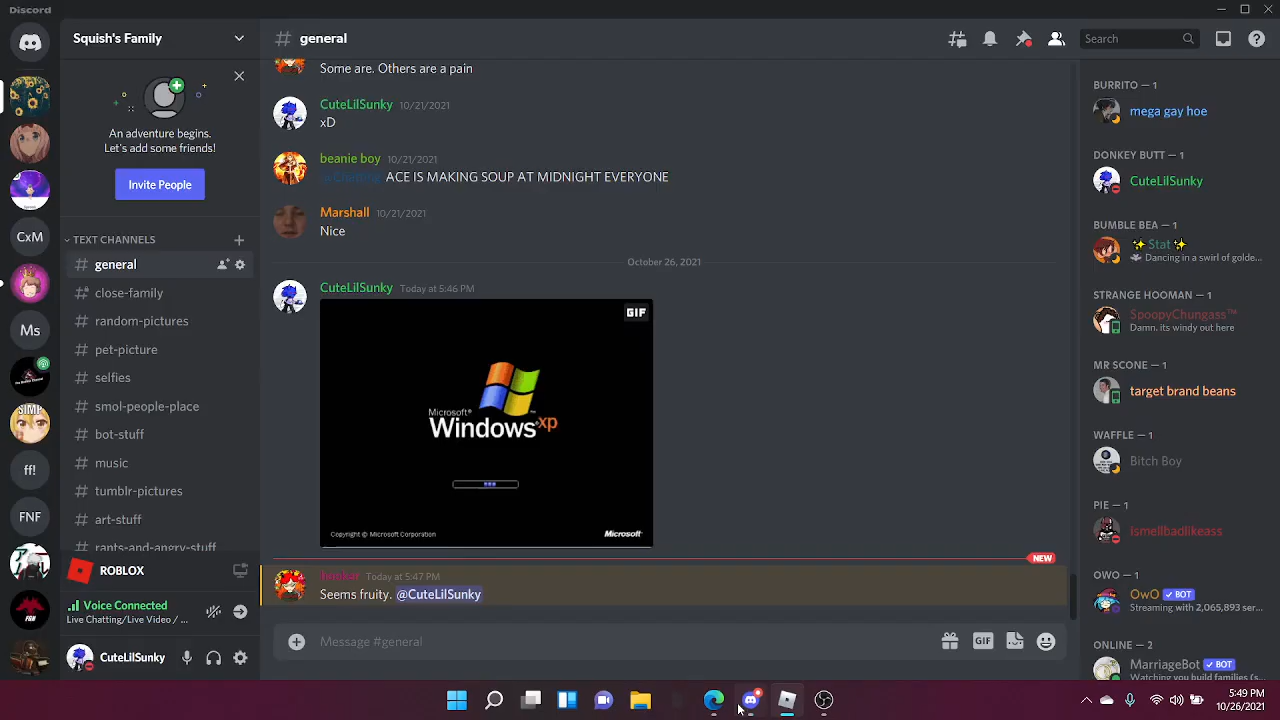 Discord
Squish's Family
general
Search
An adventure begins.
Let's add some friends!
Invite People
TEXT CHANNELS
general
close-family
random-pictures
pet-picture
selfies
smol-people-place
bot-stuff
music
tumblr-pictures
art-stuff
rants-and-angery-stuff
CxM
Ms
SIMP
ff!
FNF
ROBLOX
Voice Connected
Live Chat/Live Video / ...
CuteLilSunky
Some are. Others are a pain
CuteLilSunky 10/21/2021
xD
beanie boy 10/21/2021
ACE IS MAKING SOUP AT MIDNIGHT EVERYONE
Marshall 10/21/2021
Nice
October 26, 2021
CuteLilSunky Today at 5:46 PM
GIF
Microsoft®
Windows xp
Copyright © Microsoft Corporation
Microsoft
NEW
Today at 5:47 PM
Seems fruity. @CuteLilSunky
Message #general
GIF
BURRITO — 1
mega gay hoe
DONKEY BUTT — 1
CuteLilSunky
BUMBLE BEA — 1
✨Stat✨
Dancing in a swirl of golde...
STRANGE HOOMAN — 1
SpoopyChungass™
Damn. its windy out here
MR SCONE — 1
target brand beans
WAFFLE — 1
Bitch Boy
PIE — 1
ismellbadlikeass
OWO — 1
OwO ✓ BOT
Streaming with 2,065,893 ser...
ONLINE — 2
MarriageBot ✓ BOT
5:49 PM
10/26/2021